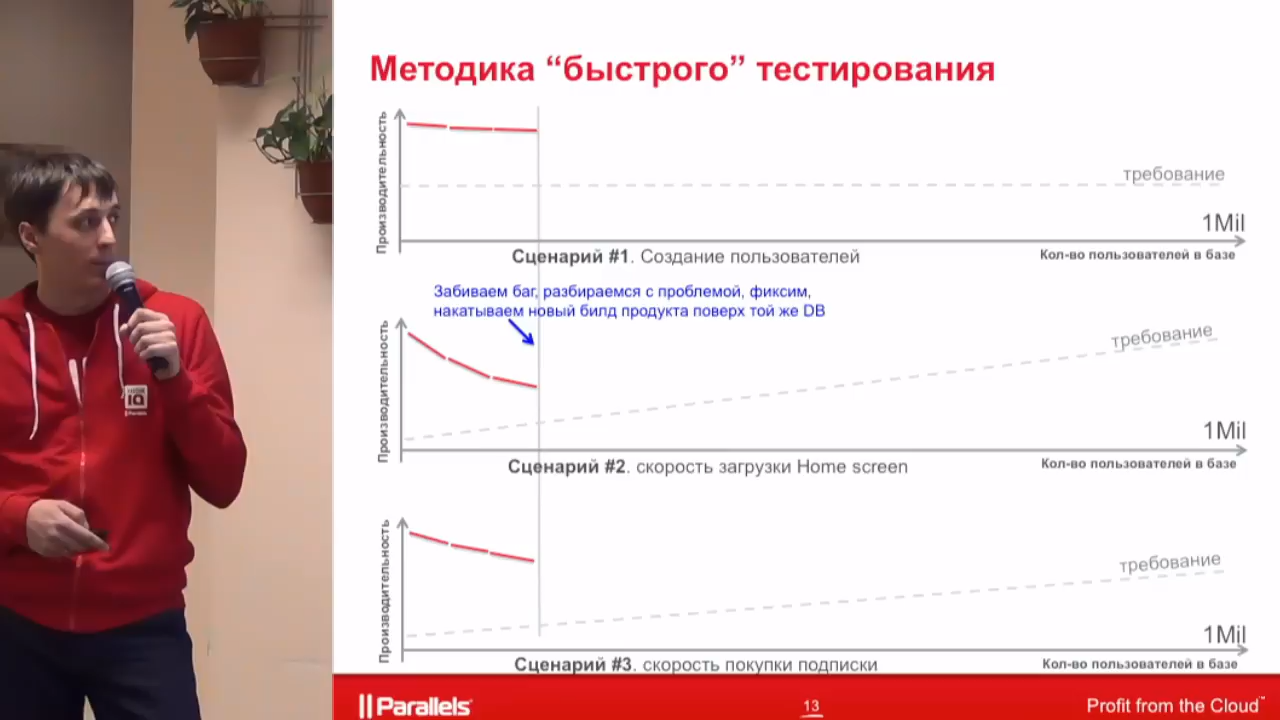 Методика “быстрого” тестирования
Производительность
требование
1Mil
Сценарий #1. Создание пользователей
Кол-во пользователей в базе
Забиваем баг, разбираемся с проблемой, фиксим,
накатываем новый билд продукта поверх той же DB
Производительность
требование
1Mil
Сценарий #2. скорость загрузки Home screen
Кол-во пользователей в базе
Производительность
требование
1Mil
Сценарий #3. скорость покупки подписки
Кол-во пользователей в базе
IQ
Parallels
Parallels
13
Profit from the Cloud™